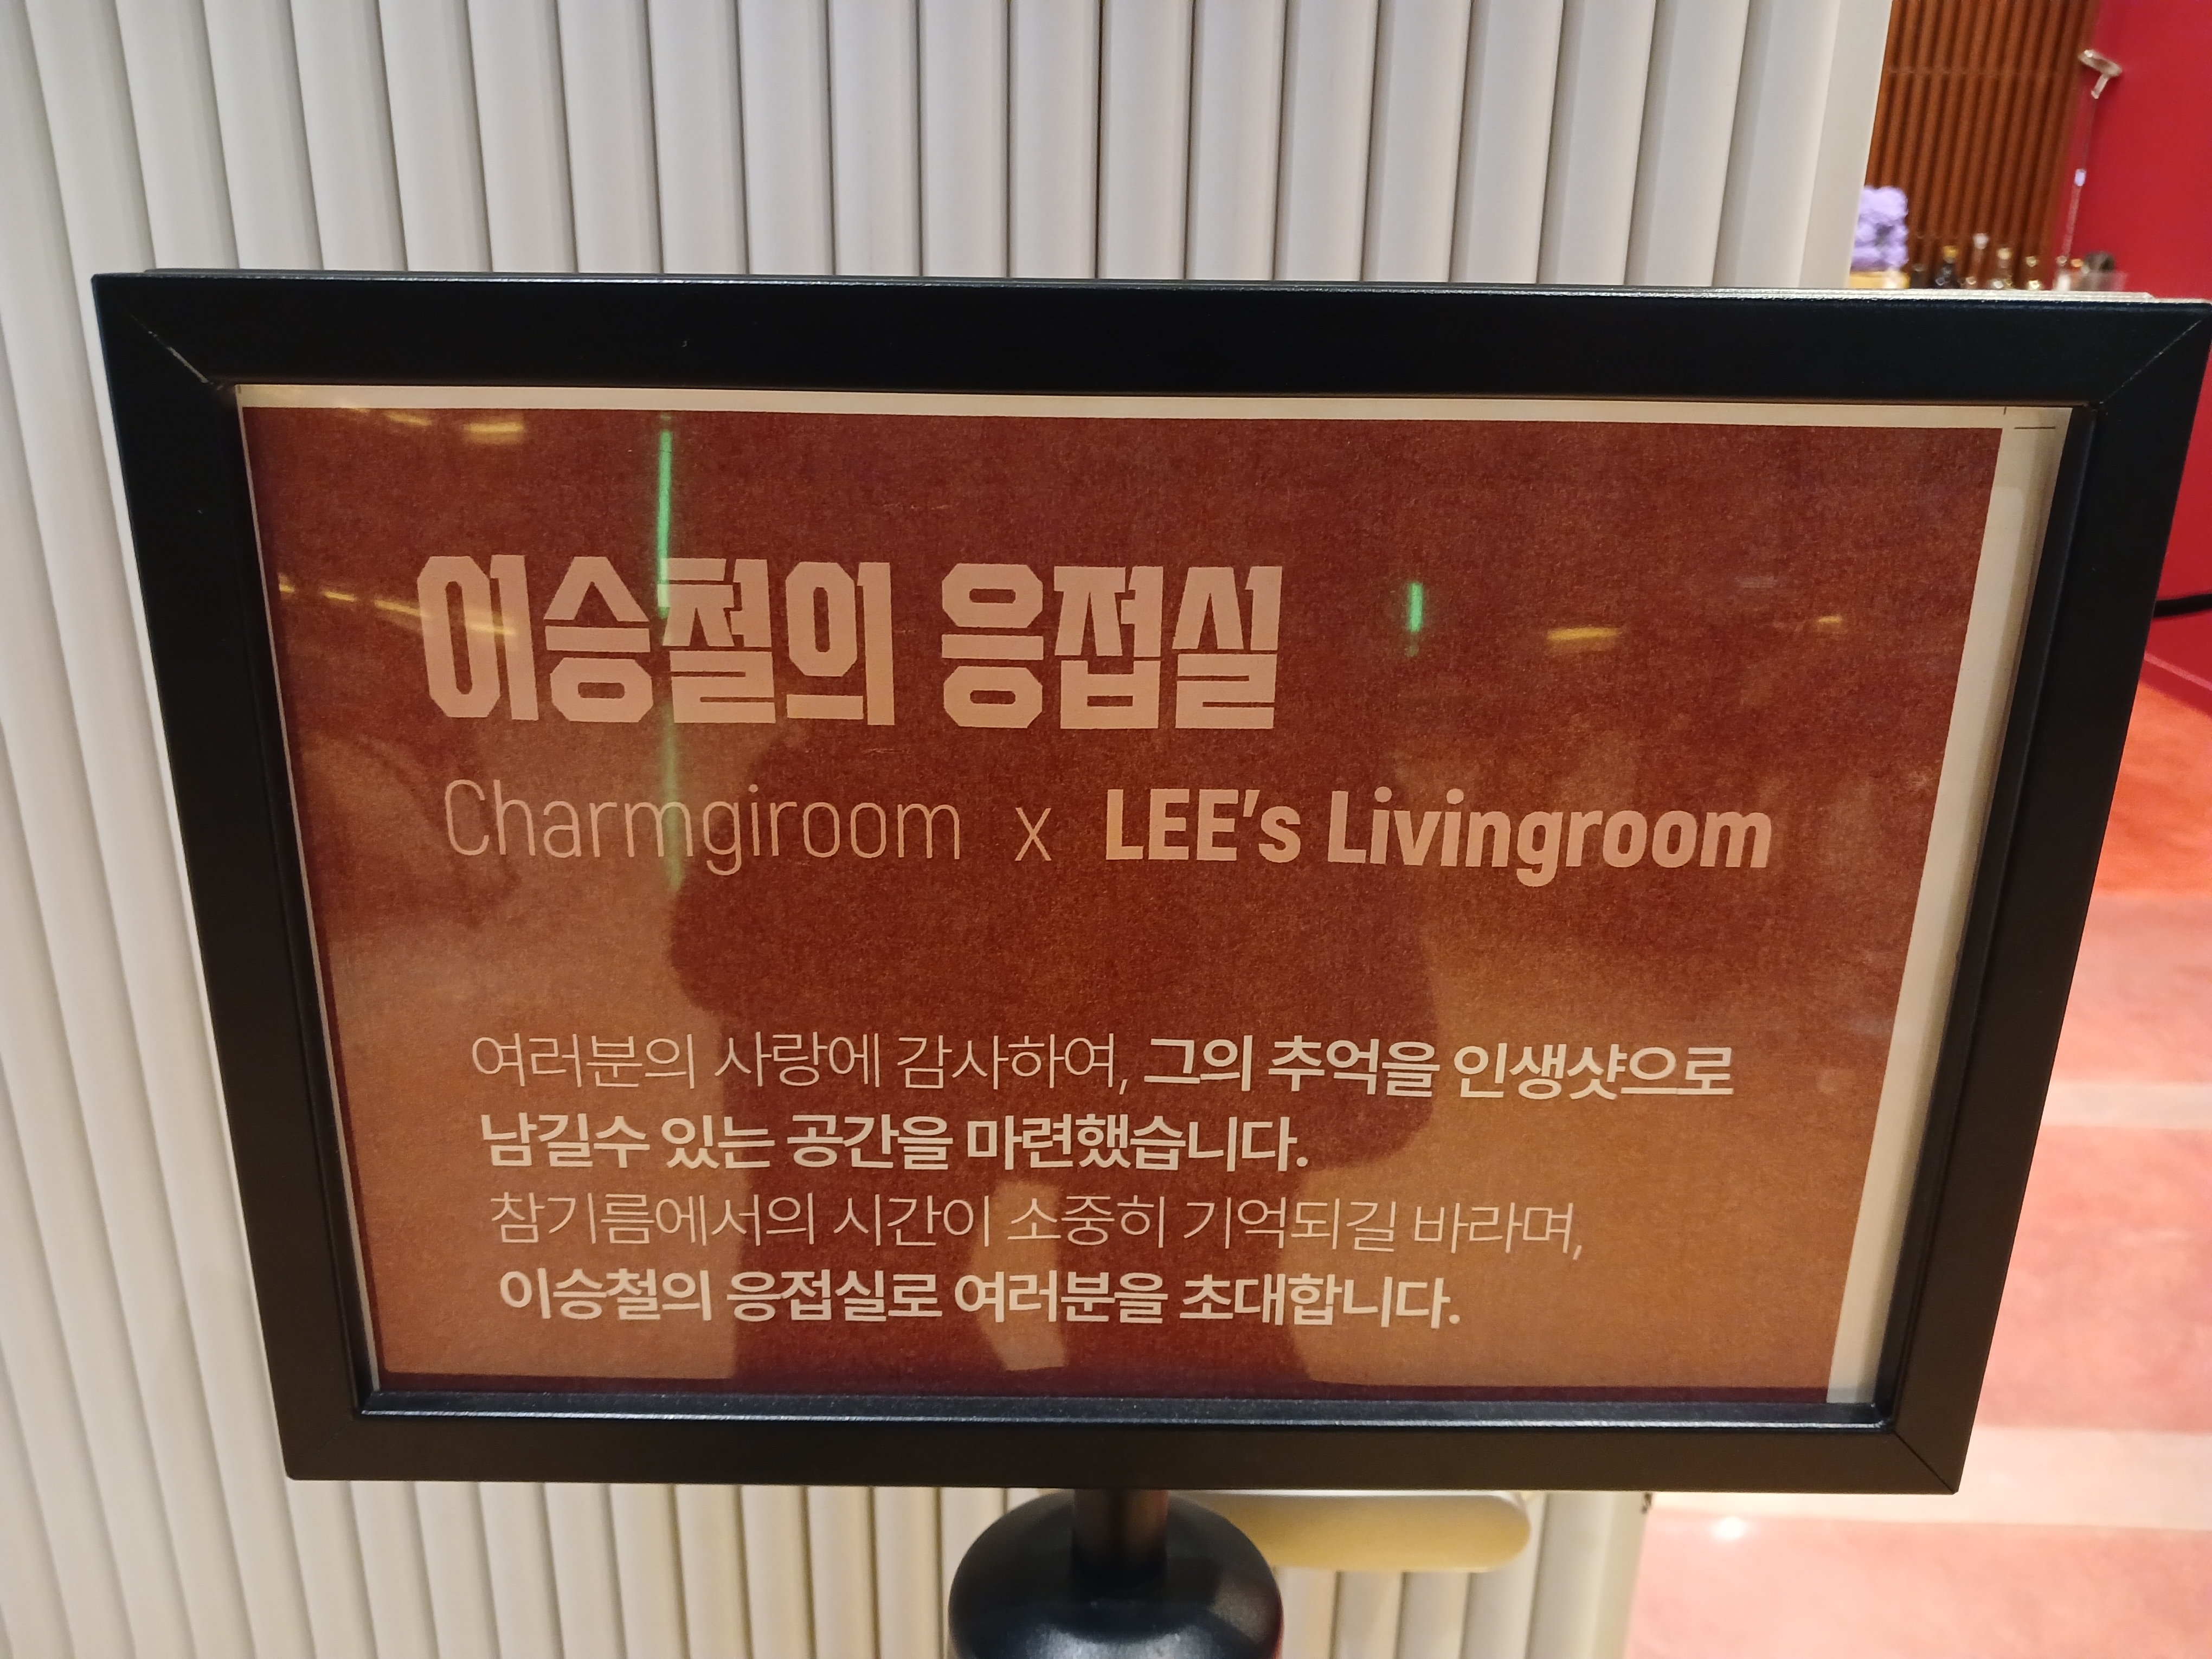 이승철의 응접실
Charmgiroom x LEE's Livingroom
여러분의 사랑에 감사하여, 그의 추억을 인생샷으로
남길수 있는 공간을 마련했습니다.
참기름에서의 시간이 소중히 기억되길 바라며,
이승철의 응접실로 여러분을 초대합니다.